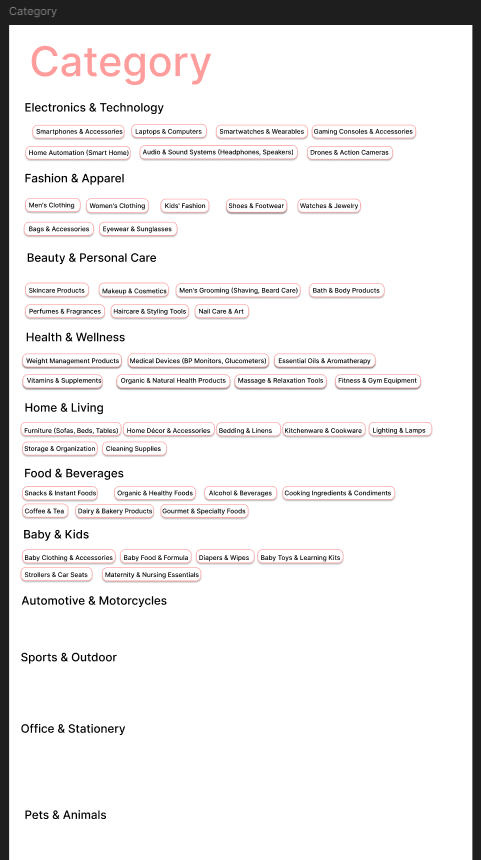 Category
Category
Electronics & Technology
Smartphones & Accessories Laptops & Computers Smartwatches & Wearables Gaming Consoles & Accessories
Home Automation (Smart Home) Audio & Sound Systems (Headphones, Speakers) Drones & Action Cameras
Fashion & Apparel
Men's Clothing Women's Clothing Kids' Fashion Shoes & Footwear Watches & Jewelry
Bags & Accessories Eyewear & Sunglasses
Beauty & Personal Care
Skincare Products Makeup & Cosmetics Men's Grooming (Shaving, Beard Care) Bath & Body Products
Perfumes & Fragrances Haircare & Styling Tools Nail Care & Art
Health & Wellness
Weight Management Products Medical Devices (BP Monitors, Glucometers) Essential Oils & Aromatherapy
Vitamins & Supplements Organic & Natural Health Products Massage & Relaxation Tools Fitness & Gym Equipment
Home & Living
Furniture (Sofas, Beds, Tables) Home Décor & Accessories Bedding & Linens Kitchenware & Cookware Lighting & Lamps
Storage & Organization Cleaning Supplies
Food & Beverages
Snacks & Instant Foods Organic & Healthy Foods Alcohol & Beverages Cooking Ingredients & Condiments
Coffee & Tea Dairy & Bakery Products Gourmet & Specialty Foods
Baby & Kids
Baby Clothing & Accessories Baby Food & Formula Diapers & Wipes Baby Toys & Learning Kits
Strollers & Car Seats Maternity & Nursing Essentials
Automotive & Motorcycles
Sports & Outdoor
Office & Stationery
Pets & Animals